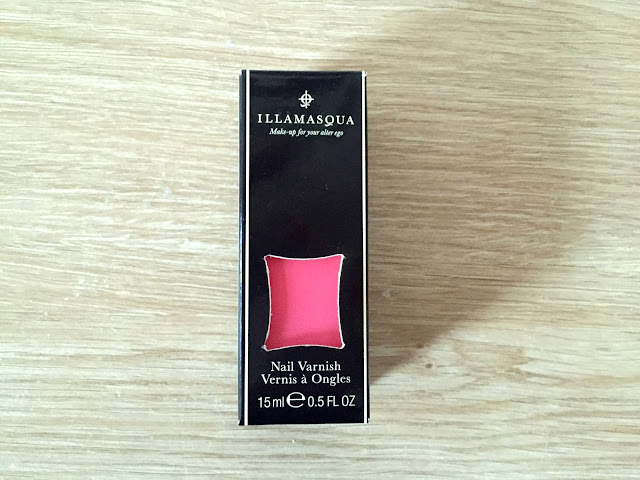 ILLAMASQUA
Make-up for your alter ego
Nail Varnish
Vernis à Ongles
15ml ℮ 0.5 FL OZ